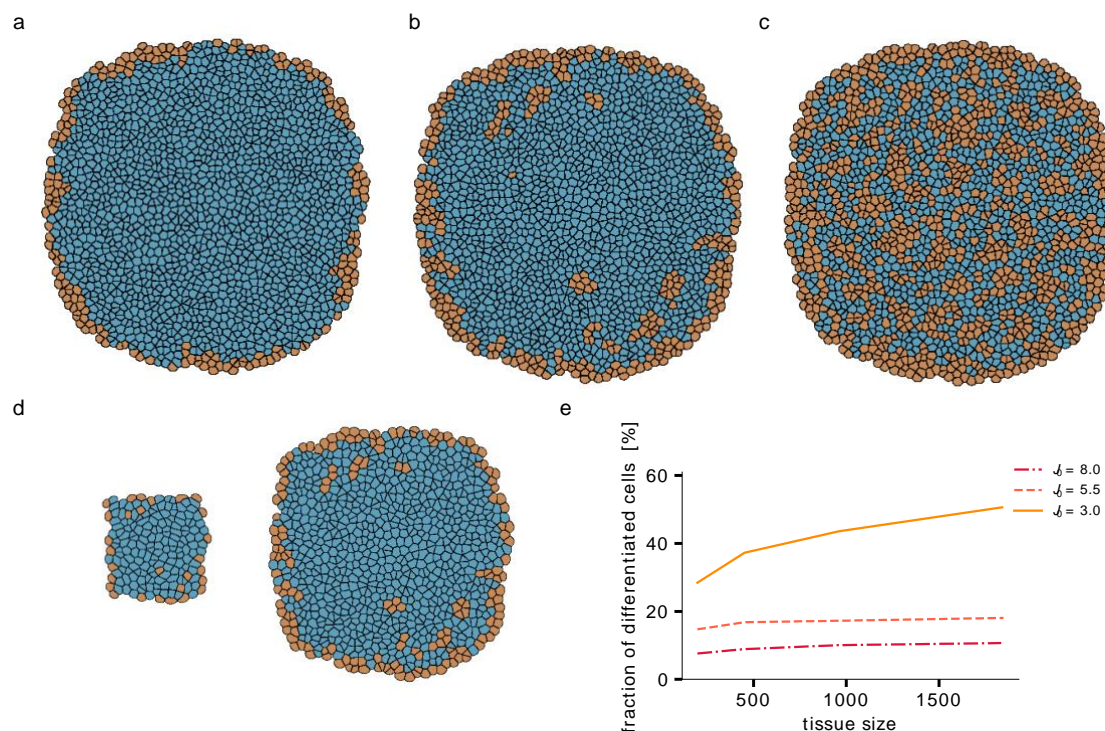 a
b
c
d
e
fraction of differentiated cells [%]
60
40
20
0
500
1000
1500
tissue size
J₀ = 8.0
J₀ = 5.5
J₀ = 3.0